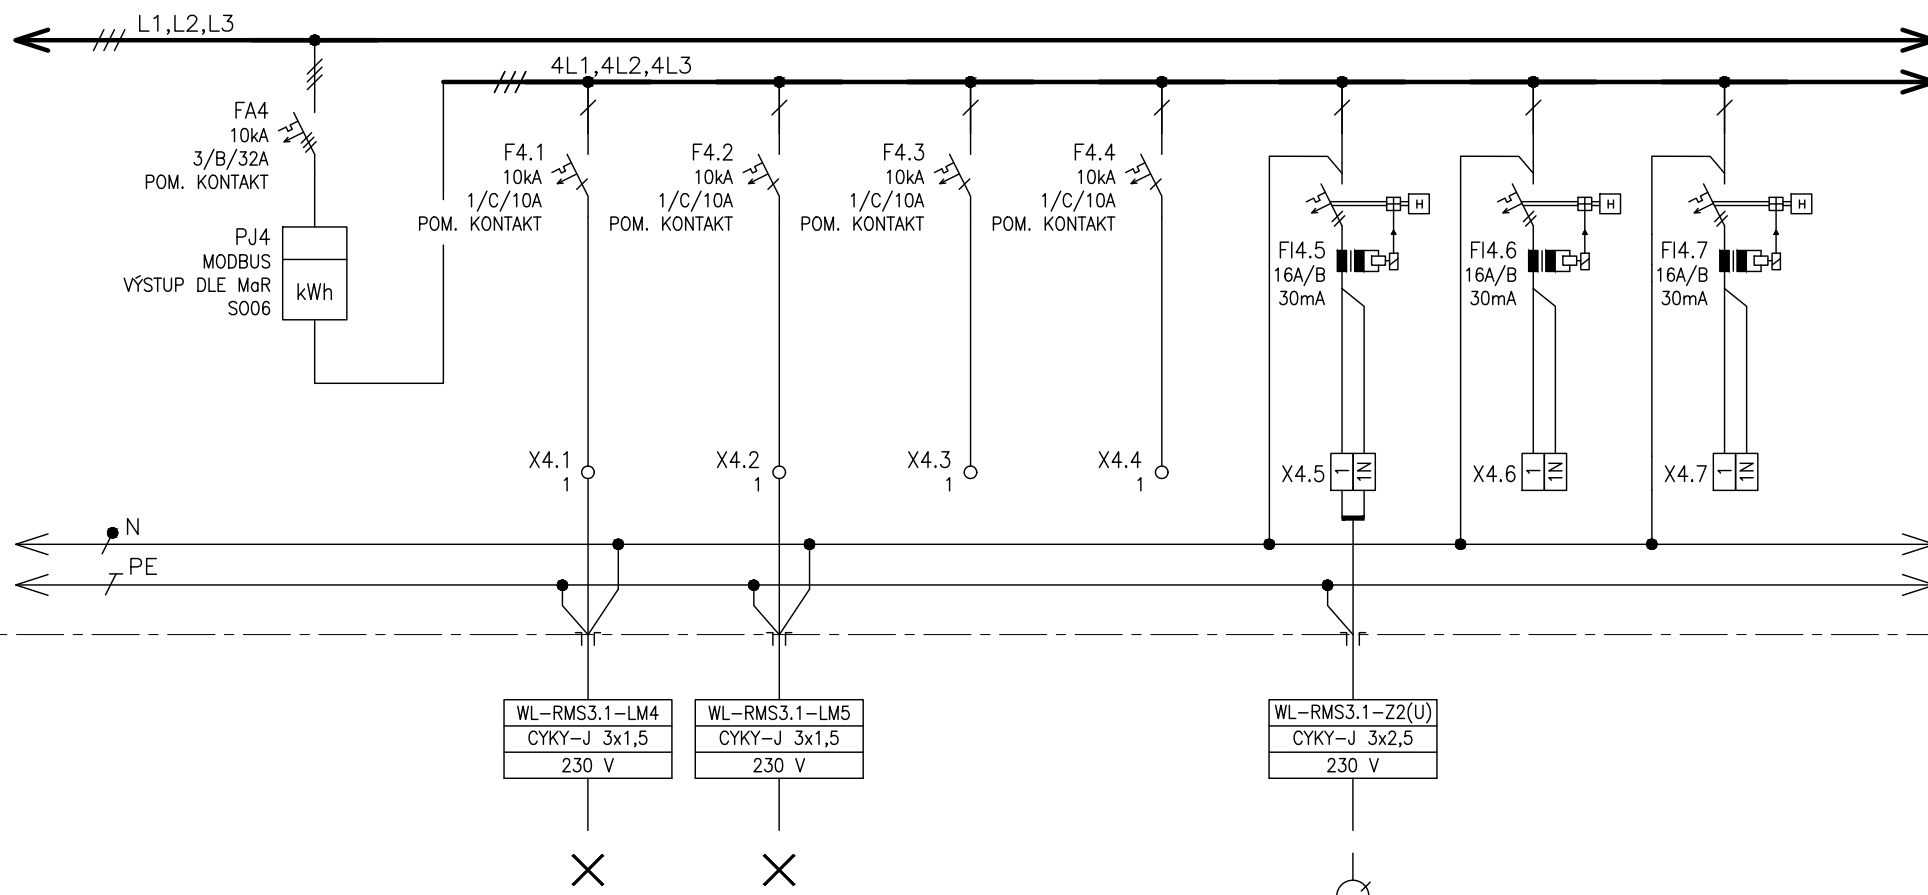 L1,L2,L3
4L1,4L2,4L3
FA4
10kA
3/B/32A
POM. KONTAKT
PJ4
MODBUS
VÝSTUP DLE MaR
SO06
kWh
F4.1
10kA
1/C/10A
POM. KONTAKT
F4.2
10kA
1/C/10A
POM. KONTAKT
F4.3
10kA
1/C/10A
POM. KONTAKT
F4.4
10kA
1/C/10A
POM. KONTAKT
H
FI4.5
16A/B
30mA
H
FI4.6
16A/B
30mA
H
FI4.7
16A/B
30mA
X4.1
1
X4.2
1
X4.3
1
X4.4
1
X4.5
1
1N
X4.6
1
1N
X4.7
1
1N
N
PE
WL-RMS3.1-LM4
CYKY-J 3x1,5
230 V
WL-RMS3.1-LM5
CYKY-J 3x1,5
230 V
WL-RMS3.1-Z2(U)
CYKY-J 3x2,5
230 V